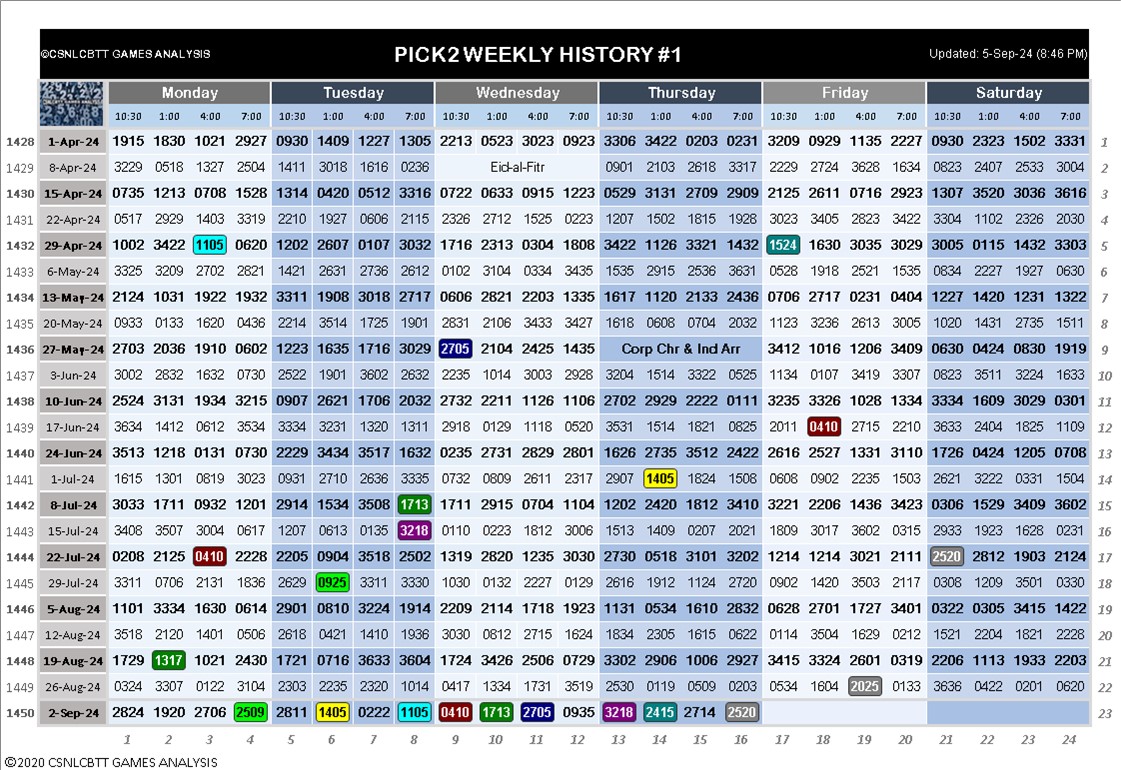 ©CSNLCBTT GAMES ANALYSIS PICK2 WEEKLY HISTORY #1 Updated: 5-Sep-24 (8:46 PM)
Monday Tuesday Wednesday Thursday Friday Saturday
10:30 1:00 4:00 7:00 10:30 1:00 4:00 8:00 10:30 1:00 4:00 7:00 10:30 1:00 4:00 7:00 10:30 1:00 4:00 7:00 10:30 1:00 4:00 7:00
1428 1-Apr-24 1915 1830 1021 2927 0930 1409 1227 1305 2213 0523 3023 0923 3306 3422 0203 0231 3209 0929 1135 2227 0930 2323 1502 3331 1
1429 8-Apr-24 3229 0518 1327 2504 1411 3018 1616 0236 Eid-al-Fitr 0901 2103 2618 3317 2229 2724 3628 1634 0823 2407 2533 3004 2
1430 15-Apr-24 0735 1213 0708 1528 1314 0420 0512 3316 0722 0633 0915 1223 0529 3131 2709 2909 2125 2611 0716 2923 1307 3520 3036 3616 3
1431 22-Apr-24 0517 2929 1403 3319 2210 1927 0606 2115 2326 2712 1525 0223 1207 1502 1815 1928 3023 3405 2823 3422 3304 1102 2326 2030 4
1432 29-Apr-24 1002 3422 1105 0620 1202 2607 0107 3032 1716 2313 0304 1808 3422 1126 3321 1432 1524 1630 3035 3029 3005 0115 1432 3303 5
1433 6-May-24 3325 3209 2702 2821 1421 2631 2736 2612 0102 3104 0334 3435 1535 2915 2536 3631 0528 1918 2521 1535 0834 2227 1927 0630 6
1434 13-May-24 2124 1031 1922 1932 3311 1908 3018 2717 0606 2821 2203 1335 1617 1120 2133 2436 0706 2717 0231 0404 1227 1420 1231 1322 7
1435 20-May-24 0933 0133 1620 0436 2214 3514 1725 1901 2831 2106 3433 3427 1618 0608 0704 2032 1123 3236 2613 3005 1020 1431 2735 1511 8
1436 27-May-24 2703 2036 1910 0602 1223 1635 1716 3029 2705 2104 2425 1435 Corp Chr & Ind Arr 3412 1016 1206 3409 0630 0424 0830 1919 9
1437 3-Jun-24 3002 2832 1632 0730 2522 1901 3602 2632 2235 1014 3003 2928 3204 1514 3322 0525 1134 0107 3419 3307 0823 3511 3224 1633 10
1438 10-Jun-24 2524 3131 1934 3215 0907 2621 1706 2032 2732 2211 1126 1106 2702 2929 2222 0111 3235 3326 1028 1334 3334 1609 3029 0301 11
1439 17-Jun-24 3634 1412 0612 3534 3334 3231 1320 1311 2918 0129 1118 0520 3531 1514 1821 0825 2011 0410 2715 2210 3633 2404 1825 1109 12
1440 24-Jun-24 3513 1218 0131 0730 2229 3434 3517 1632 0235 2731 2829 2801 1626 2735 3512 2422 2616 2527 1331 3110 1726 0424 1205 0708 13
1441 1-Jul-24 1615 1301 0819 3023 0931 2710 2636 3335 0732 0809 2611 2317 2907 1405 1824 1508 0608 0902 2235 1503 2621 3222 0331 1504 14
1442 8-Jul-24 3033 1711 0932 1201 2914 1534 3508 1713 1711 2915 0704 1104 1202 2420 1812 3410 3221 2206 1436 3423 0306 1529 3409 3602 15
1443 15-Jul-24 3408 3507 3004 0617 1207 0613 0135 3218 0110 0223 1812 3006 1513 1409 0207 2021 1809 3017 3602 0315 2933 1923 1628 0231 16
1444 22-Jul-24 0208 2125 0410 2228 2205 0904 3518 2502 1319 2820 1235 3030 2730 0518 3101 3202 1214 1214 3021 2111 2520 2812 1903 2124 17
1445 29-Jul-24 3311 0706 2131 1836 2629 0925 3311 3330 1030 0132 2227 0129 2616 1912 1124 2720 0902 1420 3503 2117 0308 1209 3501 0330 18
1446 5-Aug-24 1101 3334 1630 0614 2901 0810 3224 1914 2209 2114 1718 1923 1131 0534 1610 2832 0628 2701 1727 3401 0322 0305 3415 1422 19
1447 12-Aug-24 3518 2120 1401 0506 2618 0421 1410 1936 3030 0812 2715 1624 1834 2305 1615 0622 0114 3504 1629 0212 1521 2204 1821 2228 20
1448 19-Aug-24 1729 1317 1021 2430 1721 0716 3633 3604 1724 3426 2506 0729 3302 2906 1006 2927 3415 3324 2601 0319 2206 1113 1933 2203 21
1449 26-Aug-24 0324 3307 0122 3104 2303 2235 2320 1014 0417 1334 1731 3519 2530 0119 0509 0203 0534 1604 2025 0133 3636 0422 0201 0620 22
1450 2-Sep-24 2824 1920 2706 2509 2811 1405 0222 1105 0410 1713 2705 0935 3218 2415 2714 2520 23
1 2 3 4 5 6 7 8 9 10 11 12 13 14 15 16 17 18 19 20 21 22 23 24
©2020 CSNLCBTT GAMES ANALYSIS